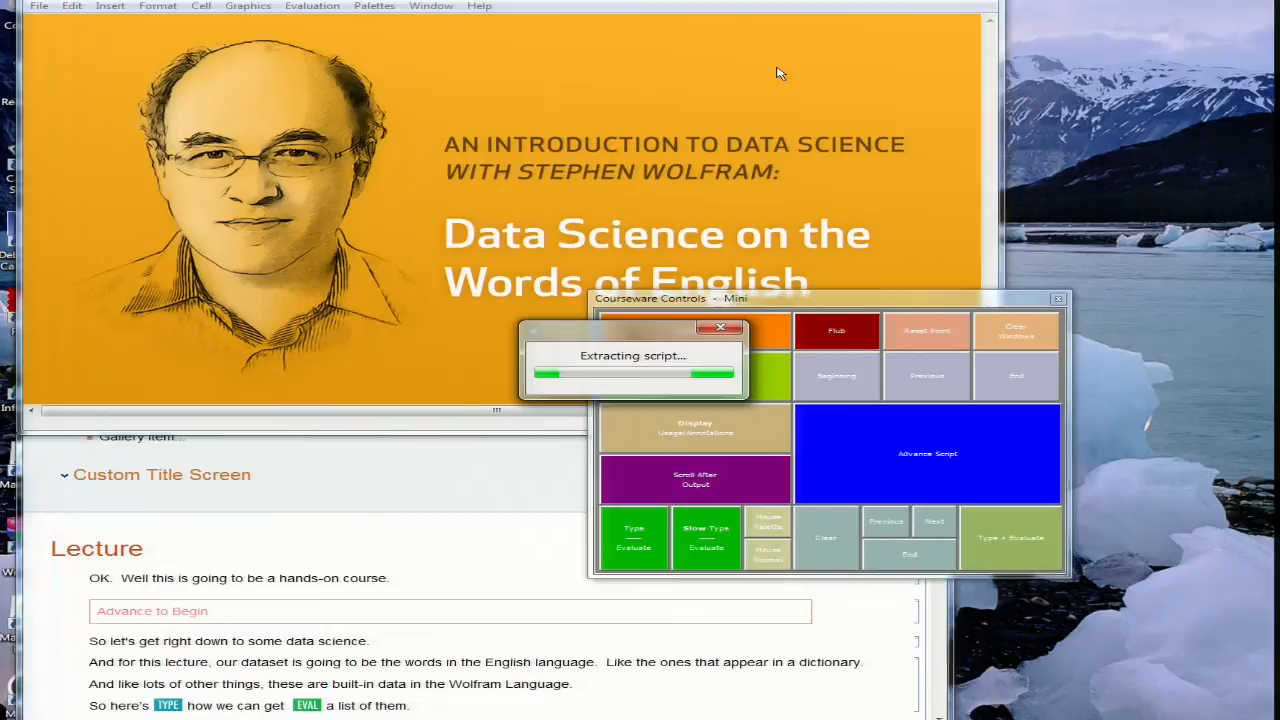 File Edit Insert Format Cell Graphics Evaluation Palettes Window Help
AN INTRODUCTION TO DATA SCIENCE
WITH STEPHEN WOLFRAM:
Data Science on the
Words of English
Courseware Controls - Mini
Extracting script...
Flub
Reset Point
Clear
Windows
Beginning
Previous
End
Display
Usage/Annotations
Advance Script
Scroll After
Output
Type
Evaluate
Slow Type
Evaluate
Mouse
Palette
Mouse
Normal
Clear
Previous
Next
End
Type + Evaluate
Gallery Item...
Custom Title Screen
Lecture
OK. Well this is going to be a hands-on course.
Advance to Begin
So let's get right down to some data science.
And for this lecture, our dataset is going to be the words in the English language. Like the ones that appear in a dictionary.
And like lots of other things, these are built-in data in the Wolfram Language.
So here's TYPE how we can get EVAL a list of them.